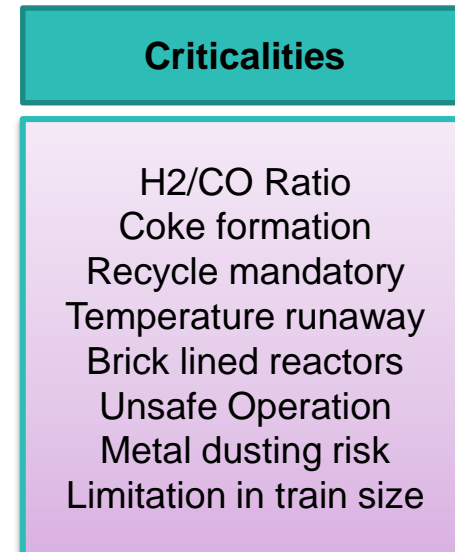 Criticalities
H2/CO Ratio
Coke formation
Recycle mandatory
Temperature runaway
Brick lined reactors
Unsafe Operation
Metal dusting risk
Limitation in train size